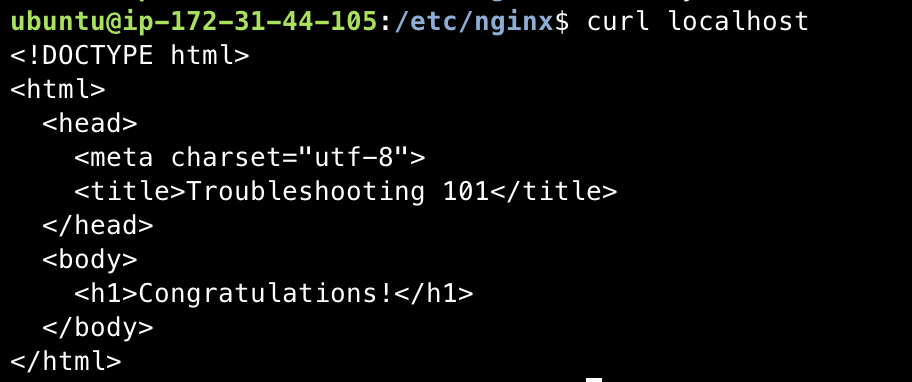 ubuntu@ip-172-31-44-105:/etc/nginx$ curl localhost
<!DOCTYPE html>
<html>
  <head>
    <meta charset="utf-8">
    <title>Troubleshooting 101</title>
  </head>
  <body>
    <h1>Congratulations!</h1>
  </body>
</html>